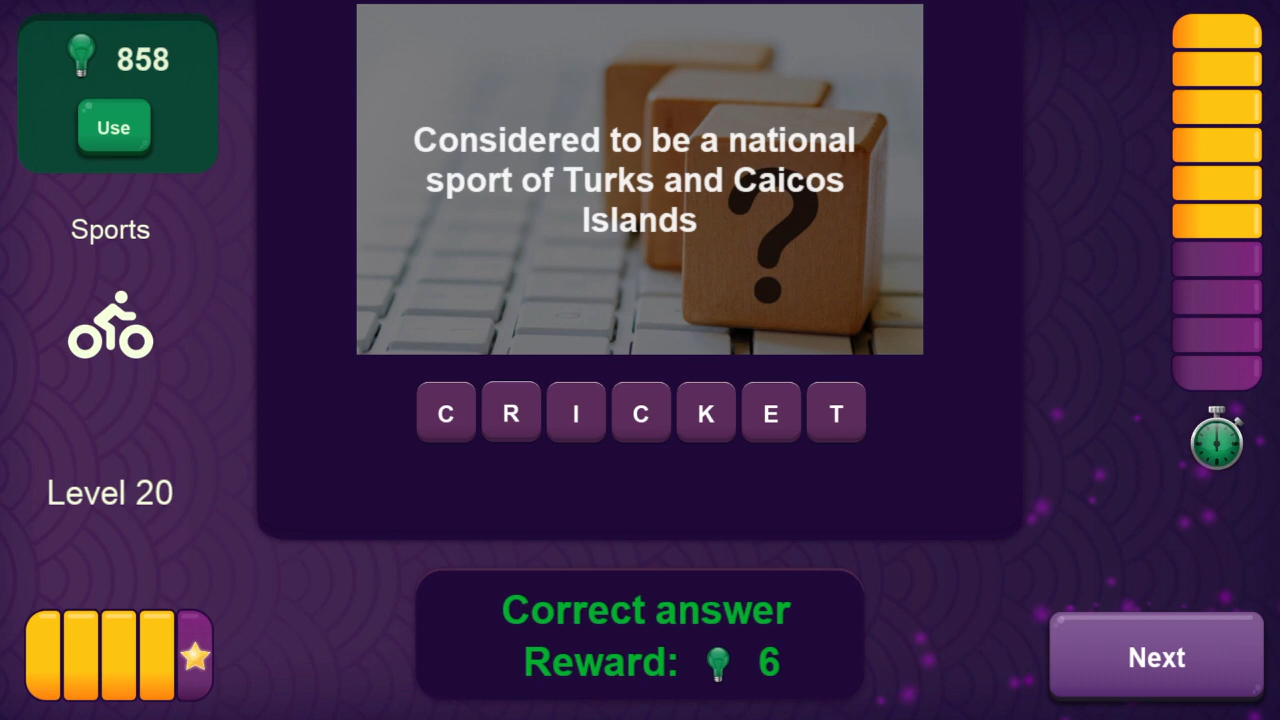 858
Use
Sports
Level 20
Considered to be a national
sport of Turks and Caicos
Islands
?
C R I C K E T
Correct answer
Reward: 6
Next